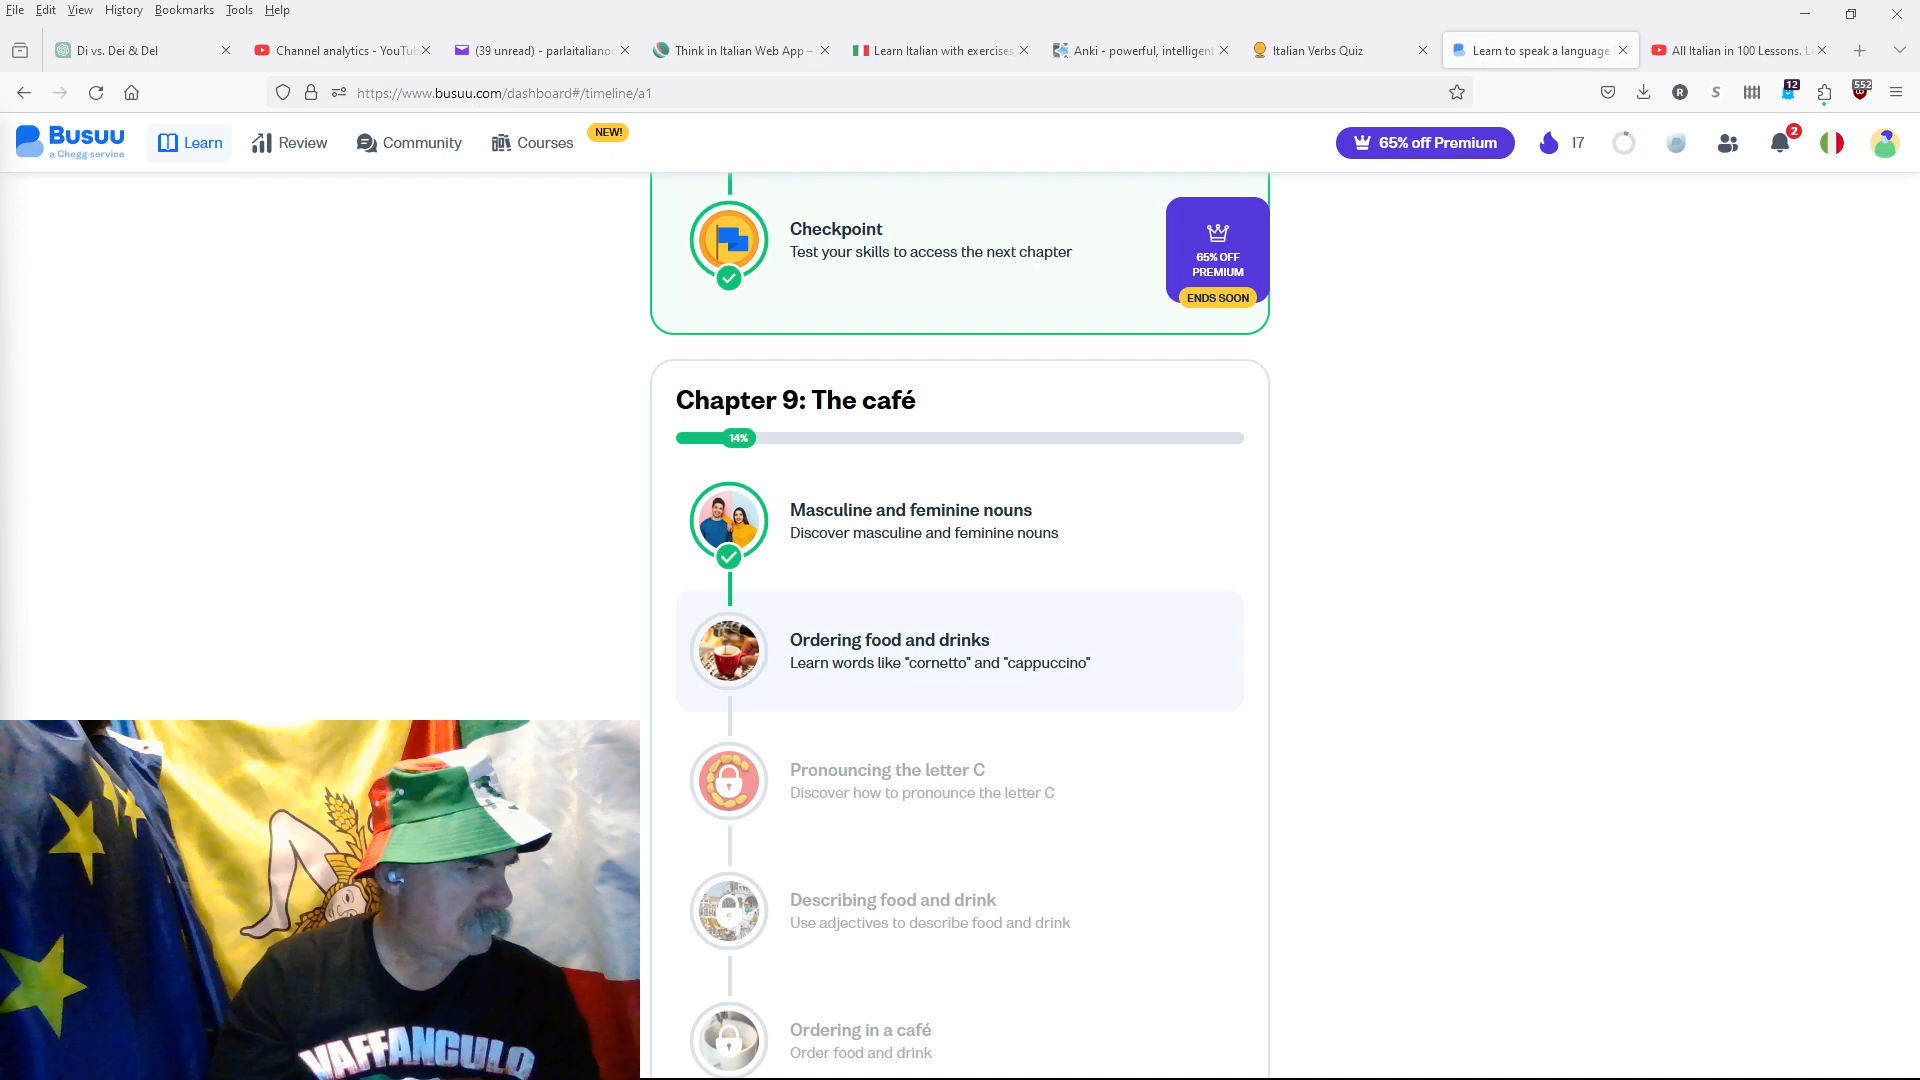 File Edit View History Bookmarks Tools Help
Di vs. Dei & Del
Channel analytics - YouTu
(39 unread) - parlaitaliano
Think in Italian Web App –
Learn Italian with exercises
Anki - powerful, intelligent
Italian Verbs Quiz
Learn to speak a language
All Italian in 100 Lessons.
https://www.busuu.com/dashboard#/timeline/a1
12
552
Busuu
a Chegg service
Learn
Review
Community
Courses
NEW!
65% off Premium
17
2
Checkpoint
Test your skills to access the next chapter
65% OFF
PREMIUM
ENDS SOON
Chapter 9: The café
14%
Masculine and feminine nouns
Discover masculine and feminine nouns
Ordering food and drinks
Learn words like "cornetto" and "cappuccino"
Pronouncing the letter C
Discover how to pronounce the letter C
Describing food and drink
Use adjectives to describe food and drink
Ordering in a café
Order food and drink
VAFFANCULO